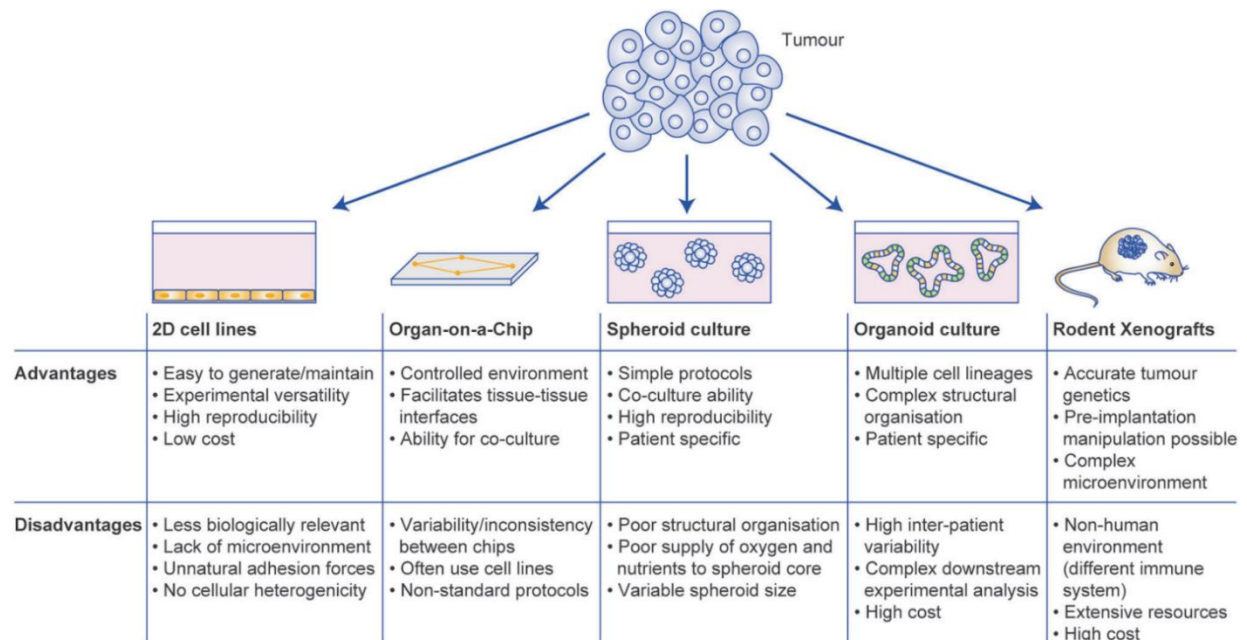 Tumour
2D cell lines
Organ-on-a-Chip
Spheroid culture
Organoid culture
Rodent Xenografts
Advantages
• Easy to generate/maintain
• Experimental versatility
• High reproducibility
• Low cost
• Controlled environment
• Facilitates tissue-tissue
interfaces
• Ability for co-culture
• Simple protocols
• Co-culture ability
• High reproducibility
• Patient specific
• Multiple cell lineages
• Complex structural
organisation
• Patient specific
• Accurate tumour
genetics
• Pre-implantation
manipulation possible
• Complex
microenvironment
Disadvantages
• Less biologically relevant
• Lack of microenvironment
• Unnatural adhesion forces
• No cellular heterogenicity
• Variability/inconsistency
between chips
• Often use cell lines
• Non-standard protocols
• Poor structural organisation
• Poor supply of oxygen and
nutrients to spheroid core
• Variable spheroid size
• High inter-patient
variability
• Complex downstream
experimental analysis
• High cost
• Non-human
environment
(different immune
system)
• Extensive resources
• High cost